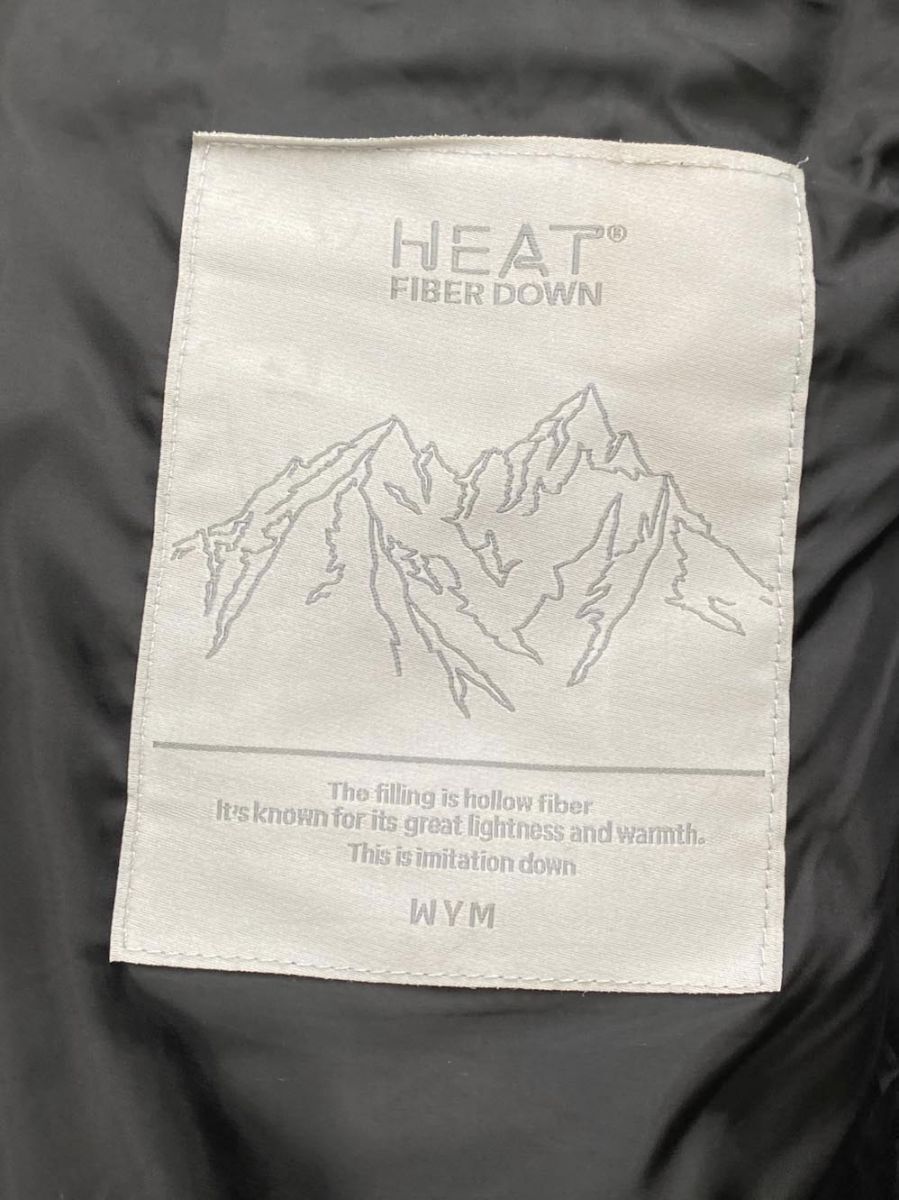 HEAT®
FIBER DOWN
The filling is hollow fiber
It's known for its great lightness and warmth.
This is imitation down
WYM